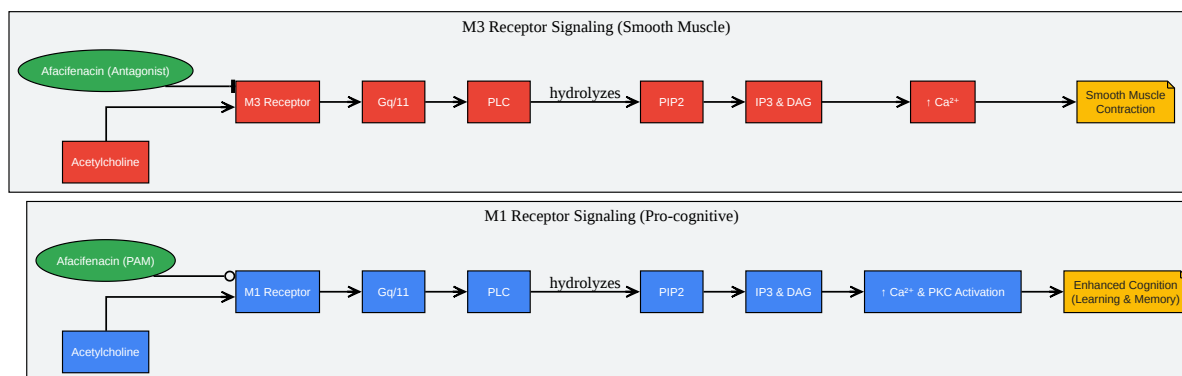 M3 Receptor Signaling (Smooth Muscle)
Afacifenacin (Antagonist)
M3 Receptor
Gq/11
PLC
hydrolyzes
PIP2
IP3 & DAG
↑ Ca²⁺
Smooth Muscle
Contraction
Acetylcholine
M1 Receptor Signaling (Pro-cognitive)
Afacifenacin (PAM)
M1 Receptor
Gq/11
PLC
hydrolyzes
PIP2
IP3 & DAG
↑ Ca²⁺ & PKC Activation
Enhanced Cognition
(Learning & Memory)
Acetylcholine